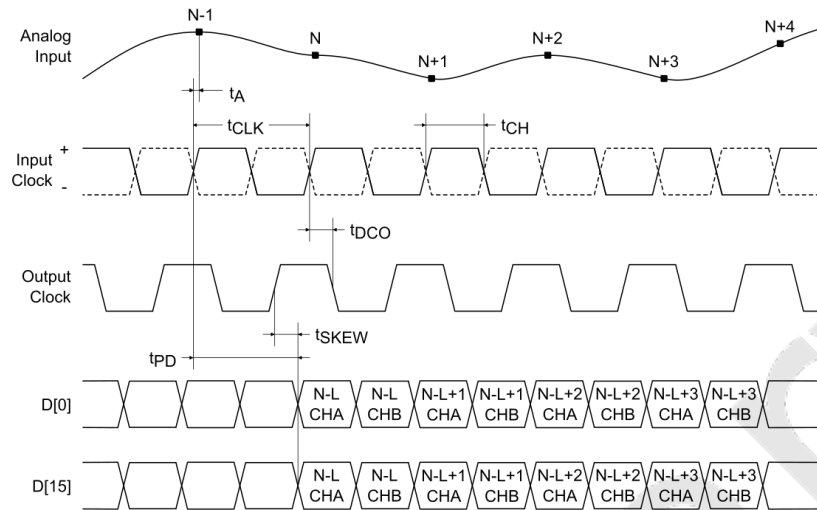 N-1
N
N+1
N+2
N+3
N+4
Analog
Input
tA
tCLK
tCH
Input
Clock
+
-
tDCO
Output
Clock
tSKEW
tPD
D[0]
N-L N-L N-L+1 N-L+1 N-L+2 N-L+2 N-L+3 N-L+3
CHA CHB CHA CHB CHA CHB CHA CHB
D[15]
N-L N-L N-L+1 N-L+1 N-L+2 N-L+2 N-L+3 N-L+3
CHA CHB CHA CHB CHA CHB CHA CHB